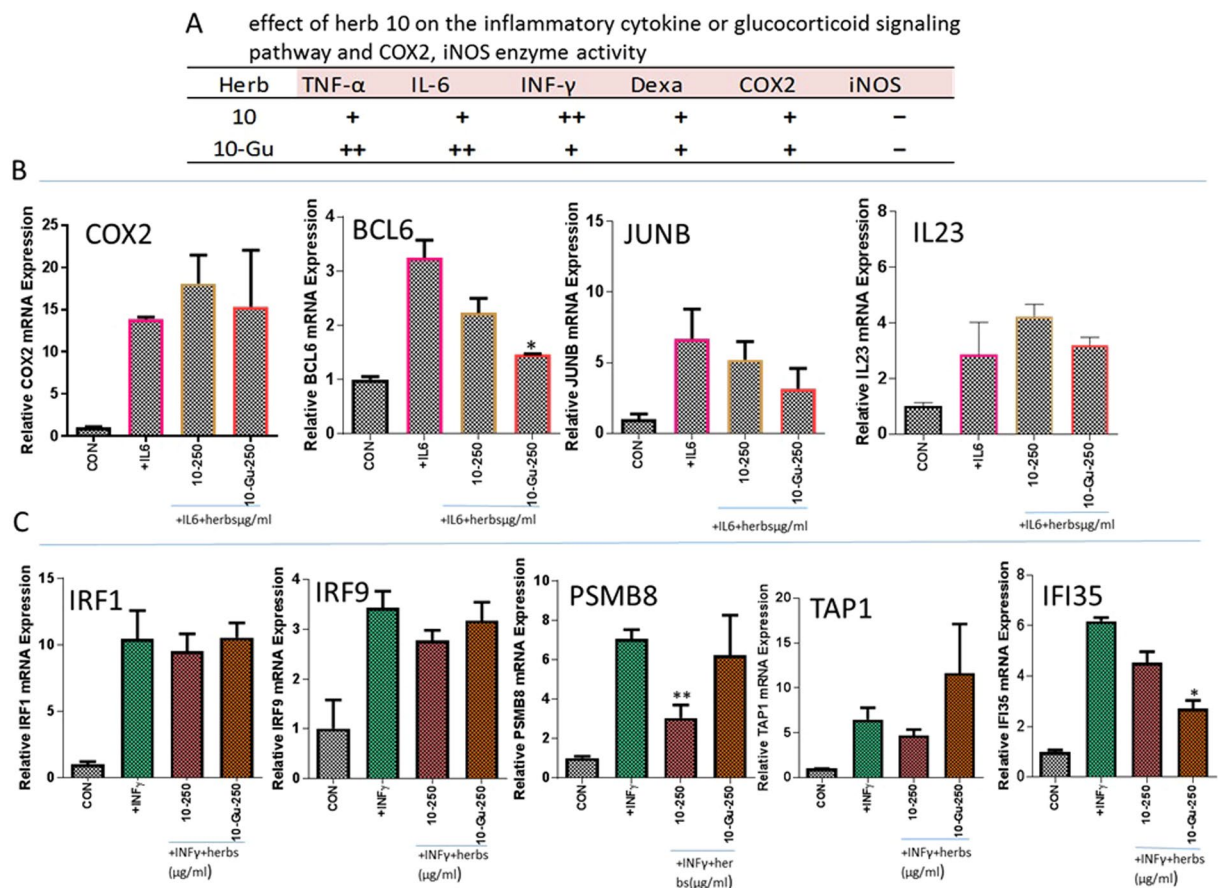 A
effect of herb 10 on the inflammatory cytokine or glucocorticoid signaling
pathway and COX2, iNOS enzyme activity
Herb TNF-α IL-6 INF-γ Dexa COX2 iNOS
10 + + ++ + + −
10-Gu ++ ++ + + + −
B
COX2
Relative COX2 mRNA Expression
25
20
15
10
5
0
CON
+IL6
10-250
10-Gu-250
+IL6+herbsμg/ml
BCL6
Relative BCL6 mRNA Expression
4
3
2
1
0
*
CON
+IL6
10-250
10-Gu-250
+IL6+herbsμg/ml
JUNB
Relative JUNB mRNA Expression
15
10
5
0
CON
+IL6
10-250
10-Gu-250
+IL6+herbsμg/ml
IL23
Relative IL23 mRNA Expression
8
6
4
2
0
CON
+IL6
10-250
10-Gu-250
+IL6+herbsμg/ml
C
IRF1
Relative IRF1 mRNA Expression
15
10
5
0
CON
+INFγ
10-250
10-Gu-250
+INFγ+herbs
(μg/ml)
IRF9
Relative IRF9 mRNA Expression
4
3
2
1
0
CON
+INFγ
10-250
10-Gu-250
+INFγ+herbs
(μg/ml)
PSMB8
Relative PSMB8 mRNA Expression
10
8
6
4
2
0
**
CON
+INFγ
10-250
10-Gu-250
+INFγ+her
bs(μg/ml)
TAP1
Relative TAP1 mRNA Expression
20
15
10
5
0
CON
+INFγ
10-250
10-Gu-250
+INFγ+herbs
(μg/ml)
IFI35
Relative IFI35 mRNA Expression
8
6
4
2
0
*
CON
+INFγ
10-250
10-Gu-250
+INFγ+herbs
(μg/ml)